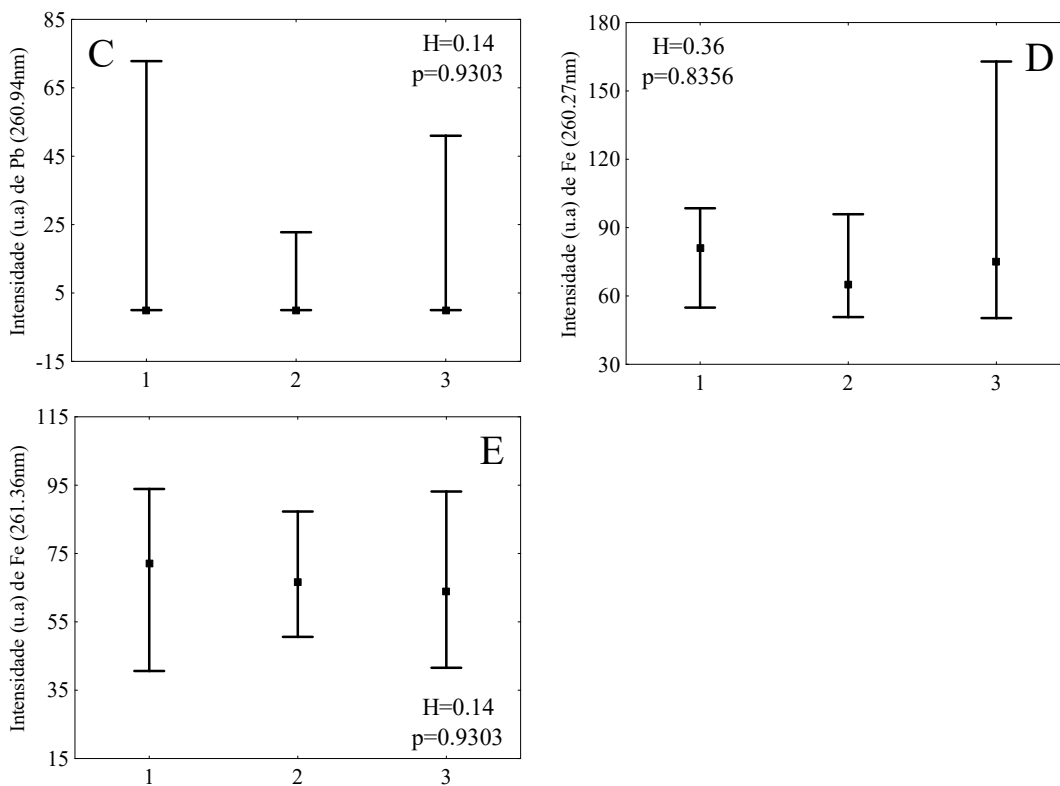 85
65
45
25
5
-15
Intensidade (u.a) de Pb (260.94nm)
C
H=0.14
p=0.9303
1 2 3
180
150
120
90
60
30
Intensidade (u.a) de Fe (260.27nm)
H=0.36
p=0.8356
D
1 2 3
115
95
75
55
35
15
Intensidade (u.a) de Fe (261.36nm)
E
H=0.14
p=0.9303
1 2 3